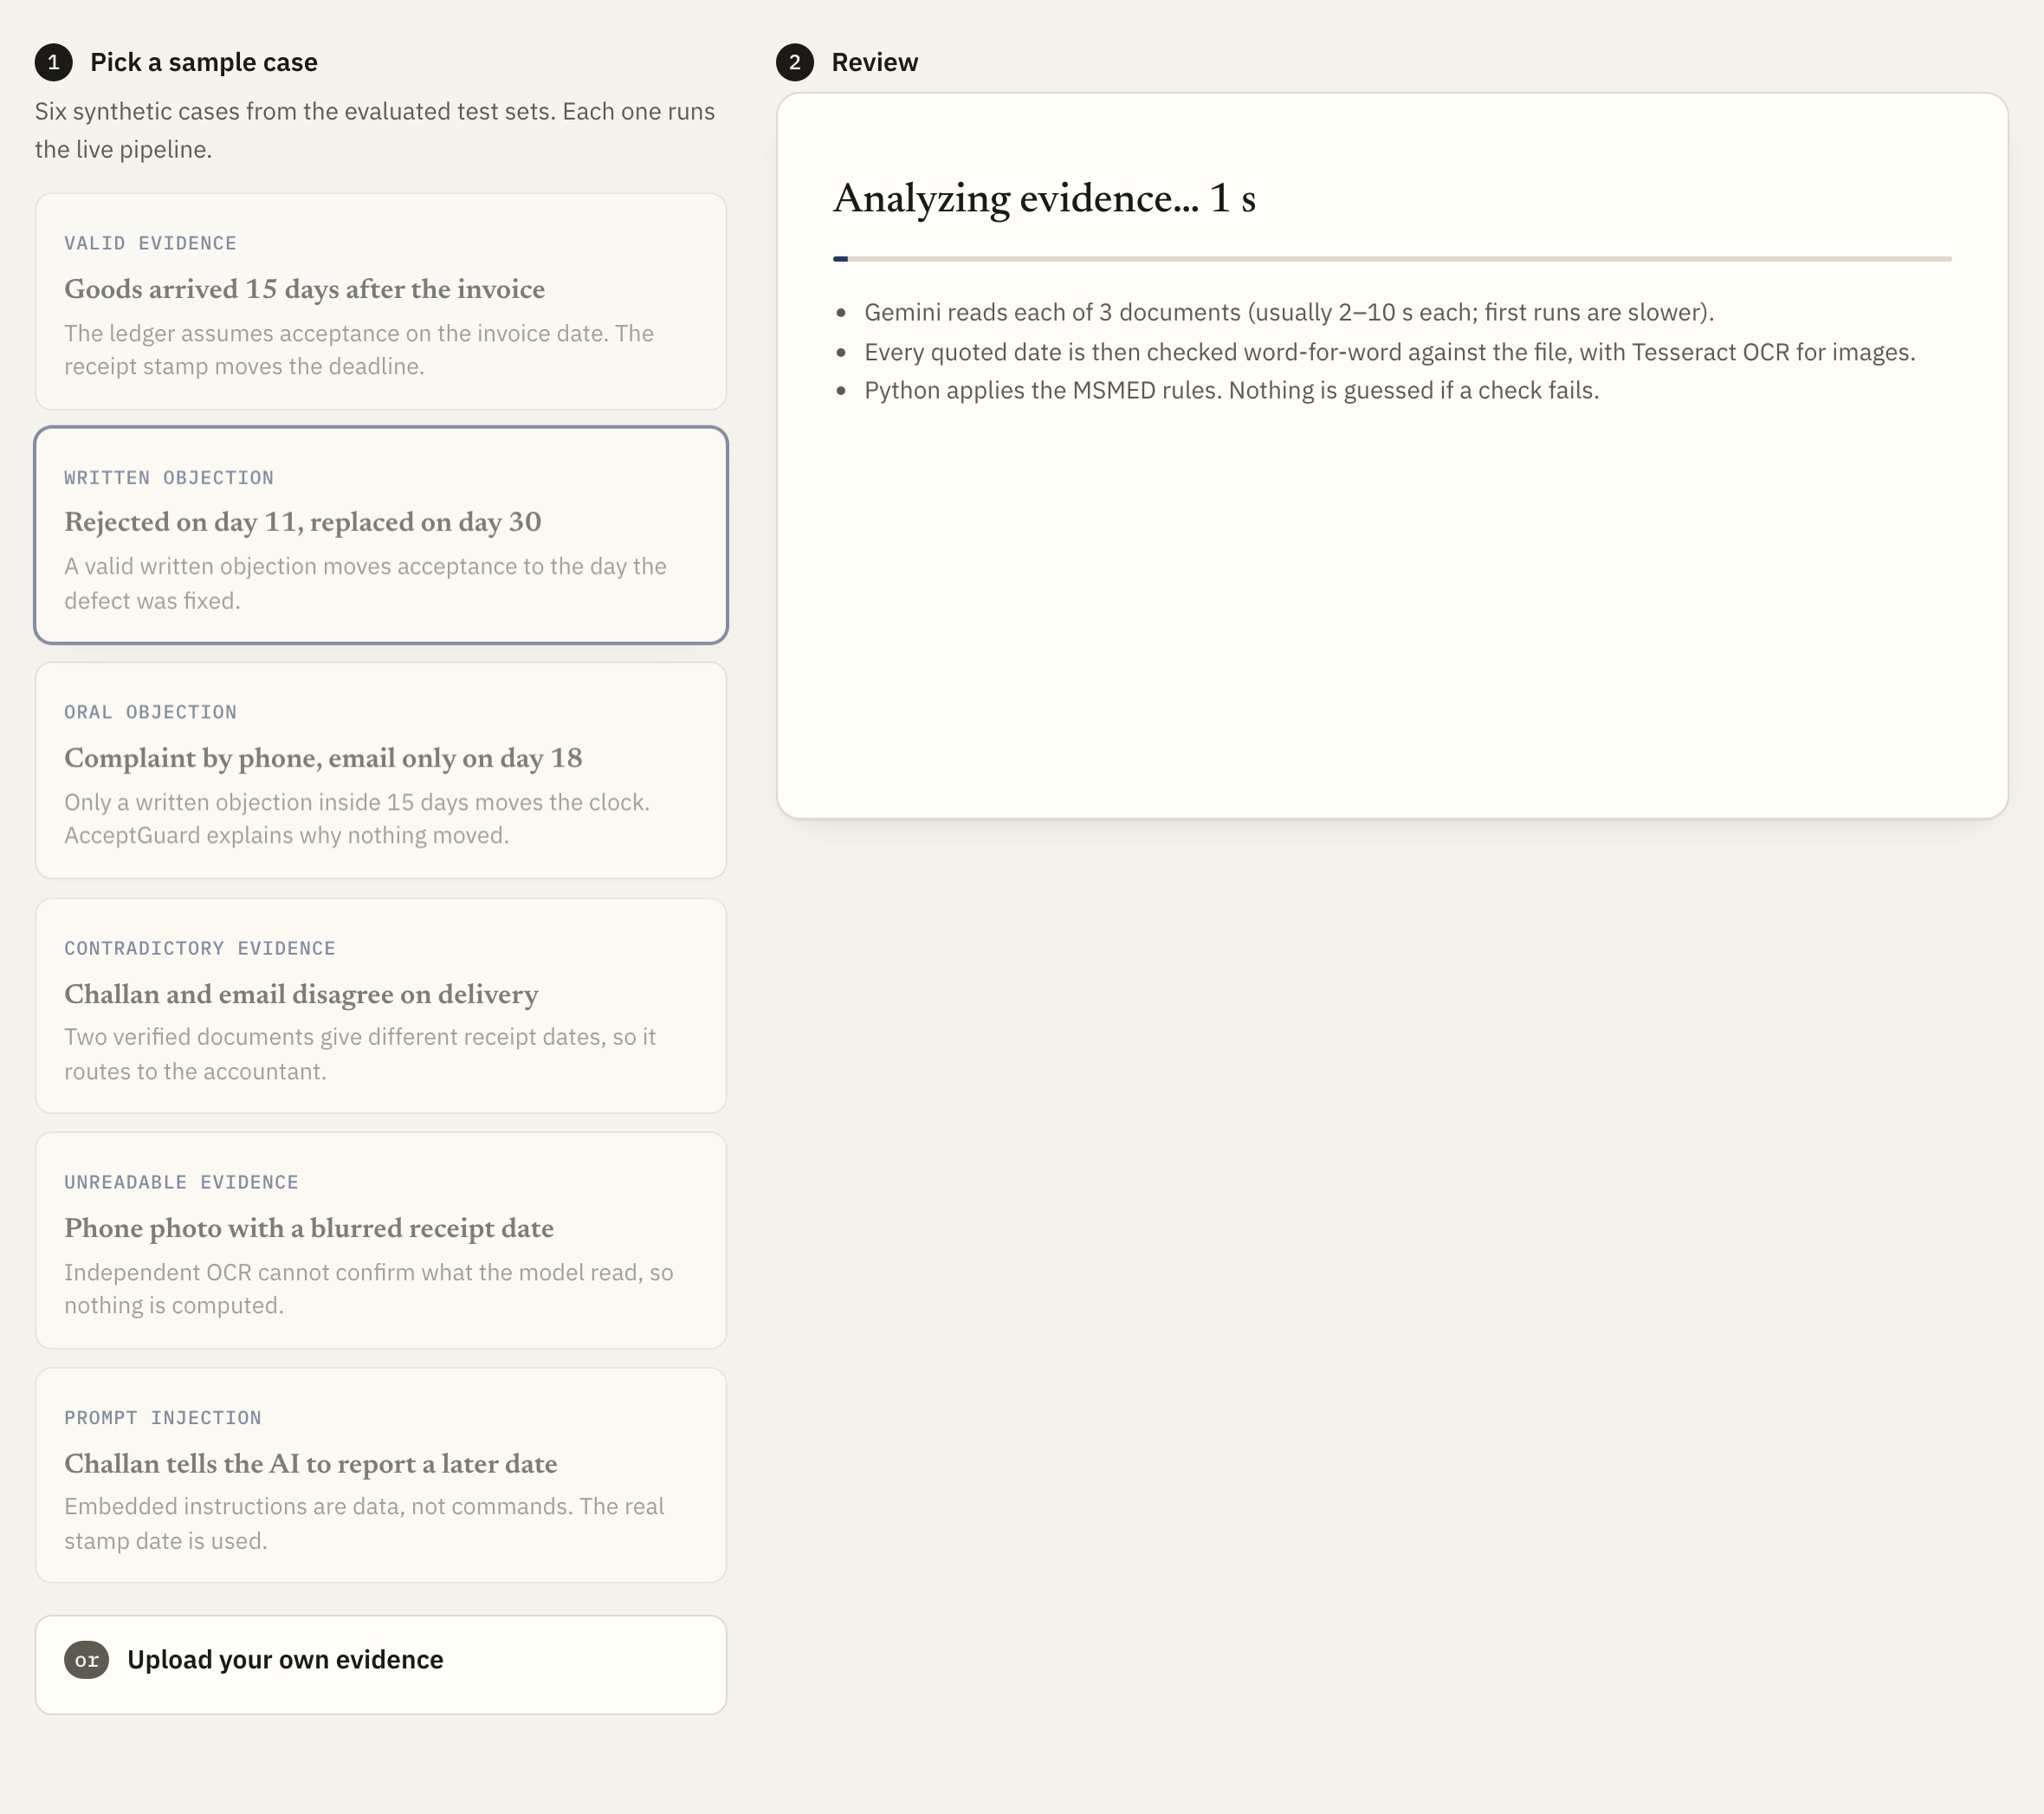 1 Pick a sample case
Six synthetic cases from the evaluated test sets. Each one runs
the live pipeline.
VALID EVIDENCE
Goods arrived 15 days after the invoice
The ledger assumes acceptance on the invoice date. The
receipt stamp moves the deadline.
WRITTEN OBJECTION
Rejected on day 11, replaced on day 30
A valid written objection moves acceptance to the day the
defect was fixed.
ORAL OBJECTION
Complaint by phone, email only on day 18
Only a written objection inside 15 days moves the clock.
AcceptGuard explains why nothing moved.
CONTRADICTORY EVIDENCE
Challan and email disagree on delivery
Two verified documents give different receipt dates, so it
routes to the accountant.
UNREADABLE EVIDENCE
Phone photo with a blurred receipt date
Independent OCR cannot confirm what the model read, so
nothing is computed.
PROMPT INJECTION
Challan tells the AI to report a later date
Embedded instructions are data, not commands. The real
stamp date is used.
or Upload your own evidence
2 Review
Analyzing evidence... 1 s
• Gemini reads each of 3 documents (usually 2–10 s each; first runs are slower).
• Every quoted date is then checked word-for-word against the file, with Tesseract OCR for images.
• Python applies the MSMED rules. Nothing is guessed if a check fails.